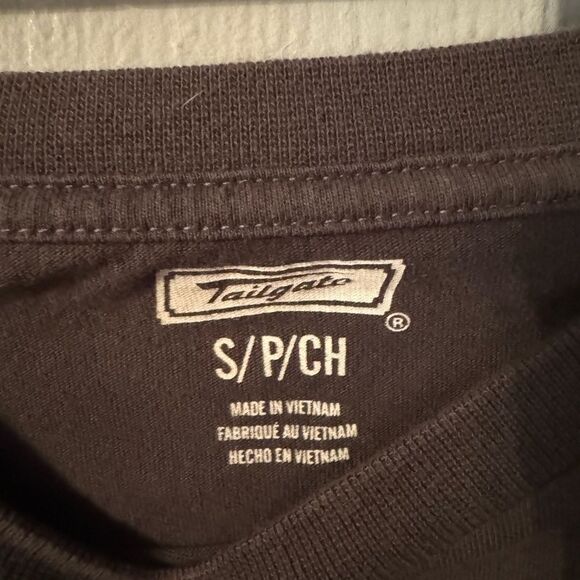 Tailgate
®
S/P/CH
MADE IN VIETNAM
FABRIQUÉ AU VIETNAM
HECHO EN VIETNAM